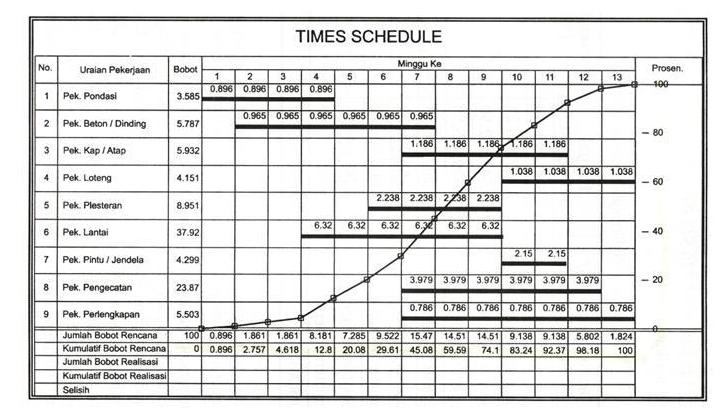 TIMES SCHEDULE
No. Uraian Pekerjaan Bobot Minggu Ke Prosen.
1 2 3 4 5 6 7 8 9 10 11 12 13
1 Pek. Pondasi 3.585 0.896 0.896 0.896 0.896 100
2 Pek. Beton / Dinding 5.787 0.965 0.965 0.965 0.965 0.965 0.965 80
3 Pek. Kap / Atap 5.932 1.186 1.186 1.186 1.186 1.186
4 Pek. Loteng 4.151 1.038 1.038 1.038 1.038 60
5 Pek. Plesteran 8.951 2.238 2.238 2.238 2.238
6 Pek. Lantai 37.92 6.32 6.32 6.32 6.32 6.32 6.32 40
7 Pek. Pintu / Jendela 4.299 2.15 2.15
8 Pek. Pengecatan 23.87 3.979 3.979 3.979 3.979 3.979 3.979 20
9 Pek. Perlengkapan 5.503 0.786 0.786 0.786 0.786 0.786 0.786 0.786 0
Jumlah Bobot Rencana 100 0.896 1.861 1.861 8.181 7.285 9.522 15.47 14.51 14.51 9.138 9.138 5.802 1.824
Kumulatif Bobot Rencana 0 0.896 2.757 4.618 12.8 20.08 29.61 45.08 59.59 74.1 83.24 92.37 98.18 100
Jumlah Bobot Realisasi
Kumulatif Bobot Realisasi
Selisih